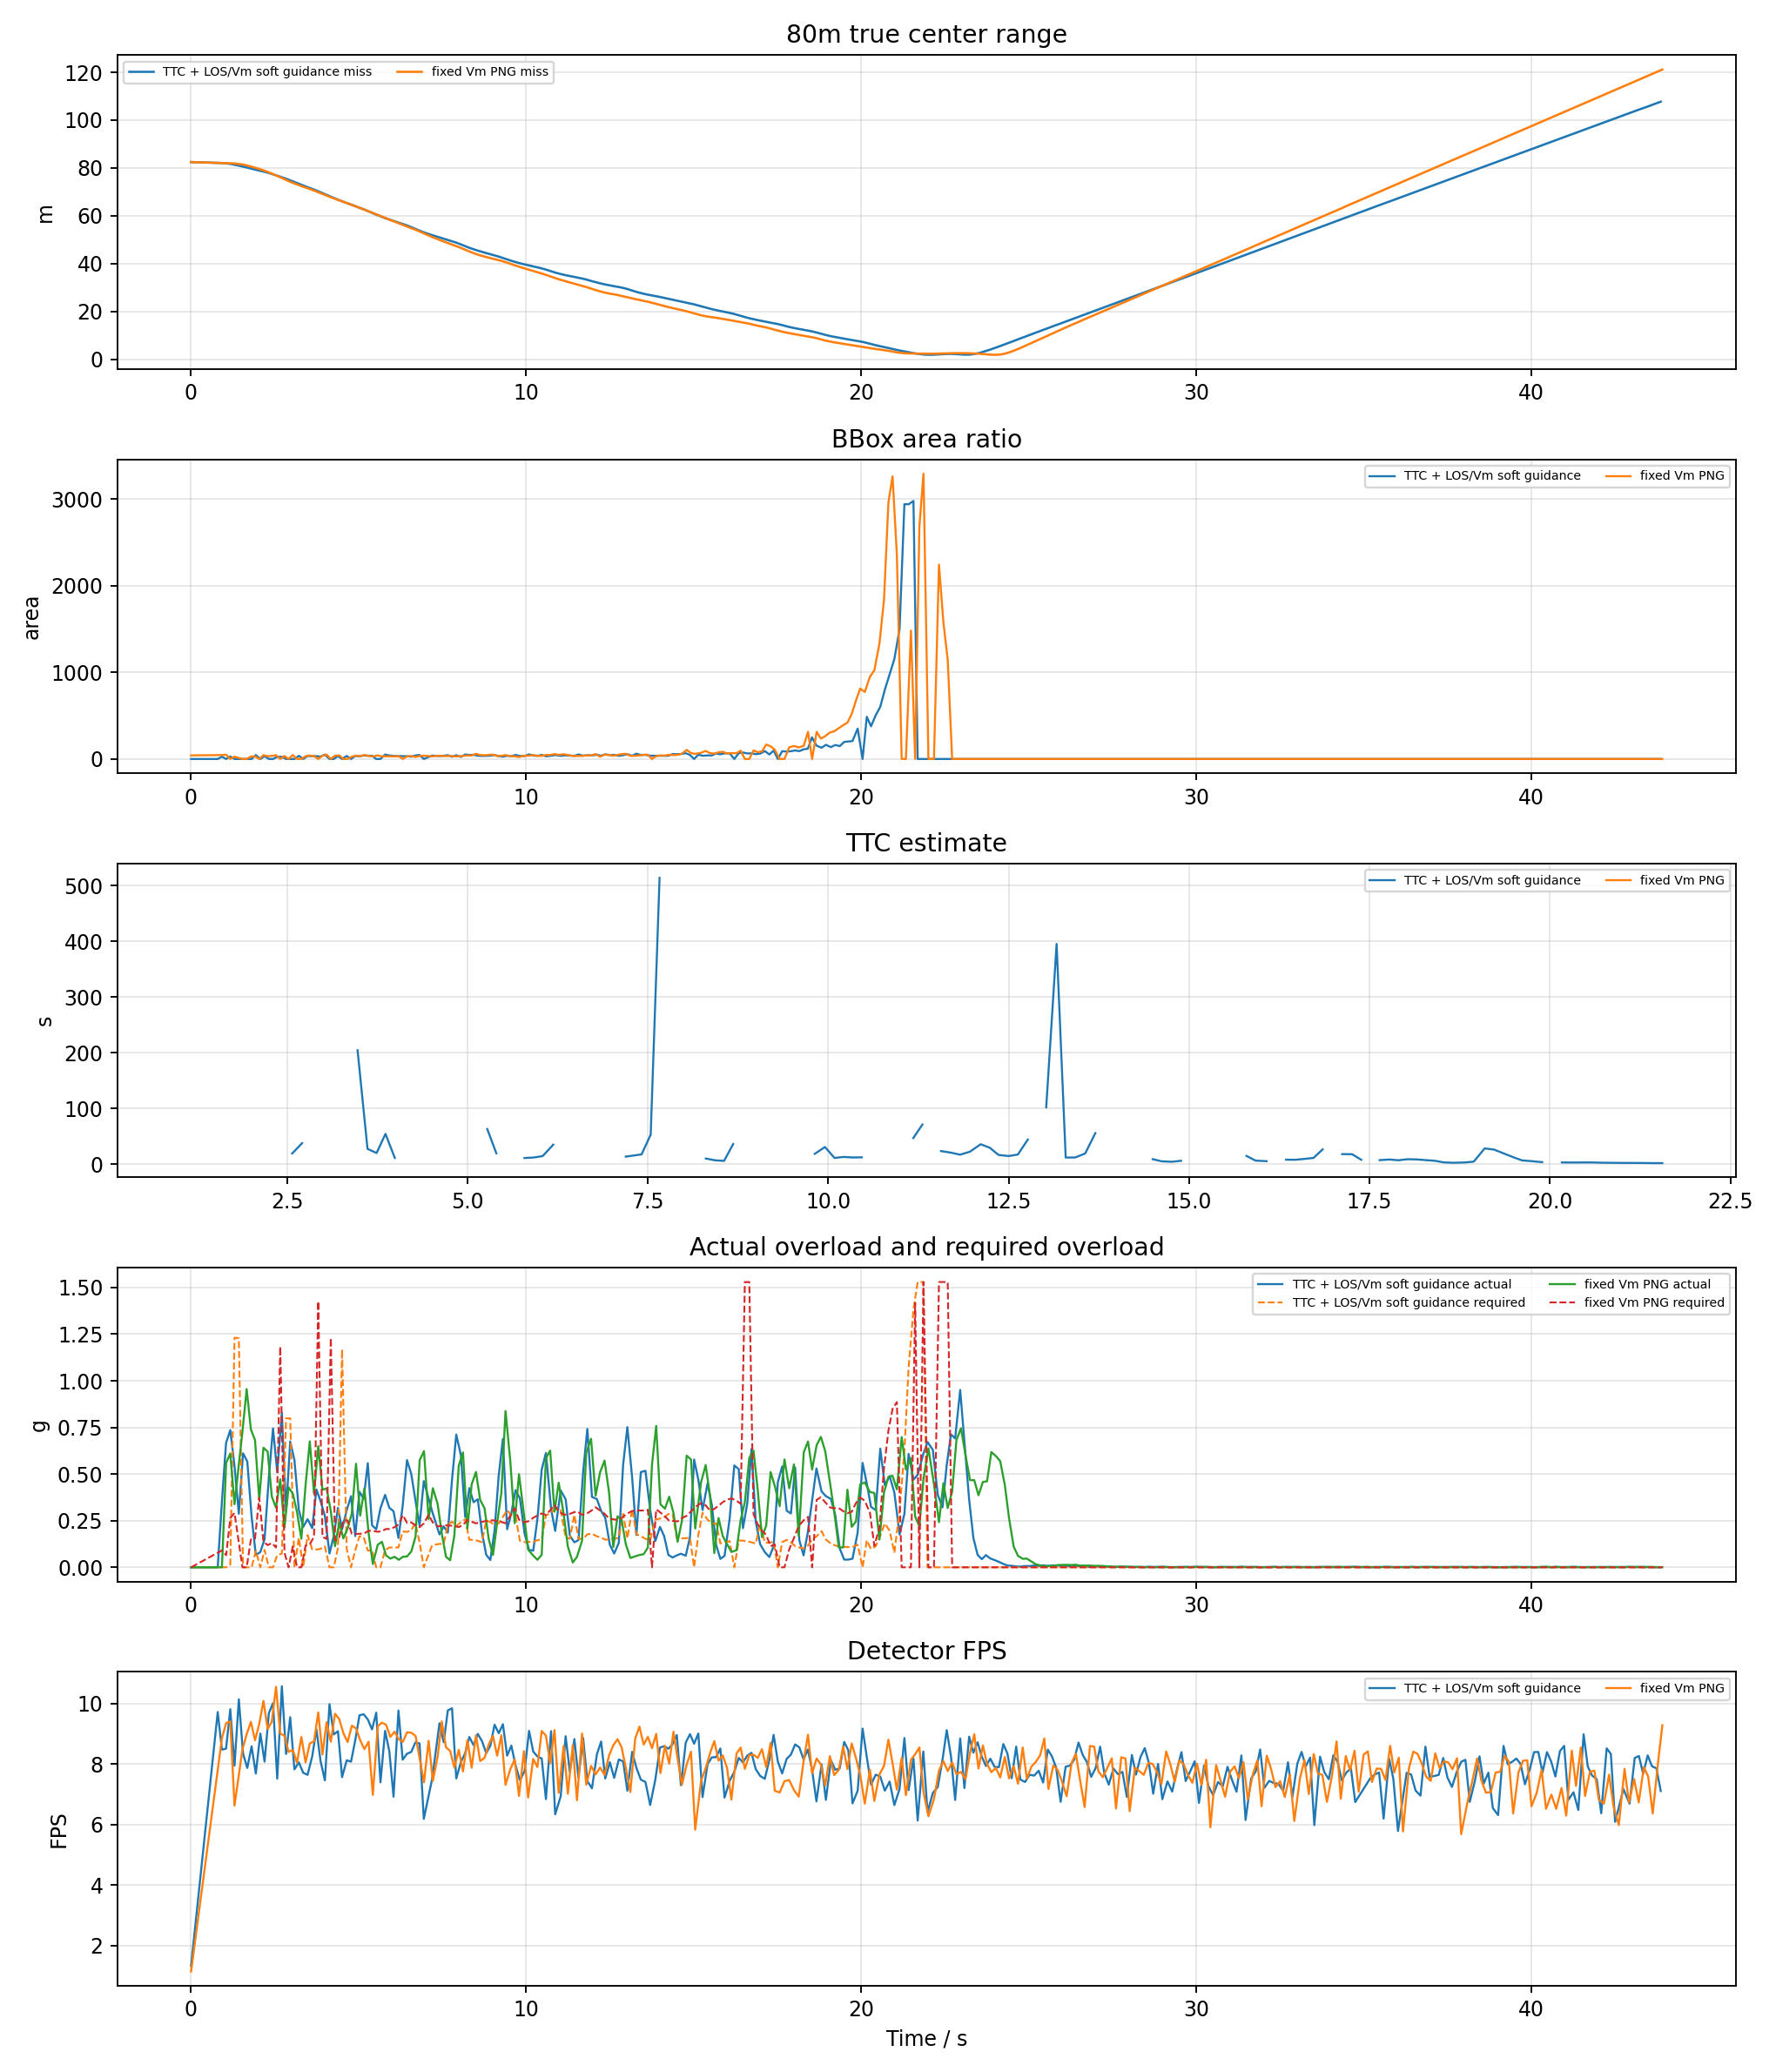 80m true center range
TTC + LOS/Vm soft guidance miss fixed Vm PNG miss
120
100
80
60
40
20
0
m
0 10 20 30 40
BBox area ratio
TTC + LOS/Vm soft guidance fixed Vm PNG
3000
2000
1000
0
area
0 10 20 30 40
TTC estimate
TTC + LOS/Vm soft guidance fixed Vm PNG
500
400
300
200
100
0
s
2.5 5.0 7.5 10.0 12.5 15.0 17.5 20.0 22.5
Actual overload and required overload
TTC + LOS/Vm soft guidance actual fixed Vm PNG actual
TTC + LOS/Vm soft guidance required fixed Vm PNG required
1.50
1.25
1.00
0.75
0.50
0.25
0.00
g
0 10 20 30 40
Detector FPS
TTC + LOS/Vm soft guidance fixed Vm PNG
10
8
6
4
2
FPS
0 10 20 30 40
Time / s